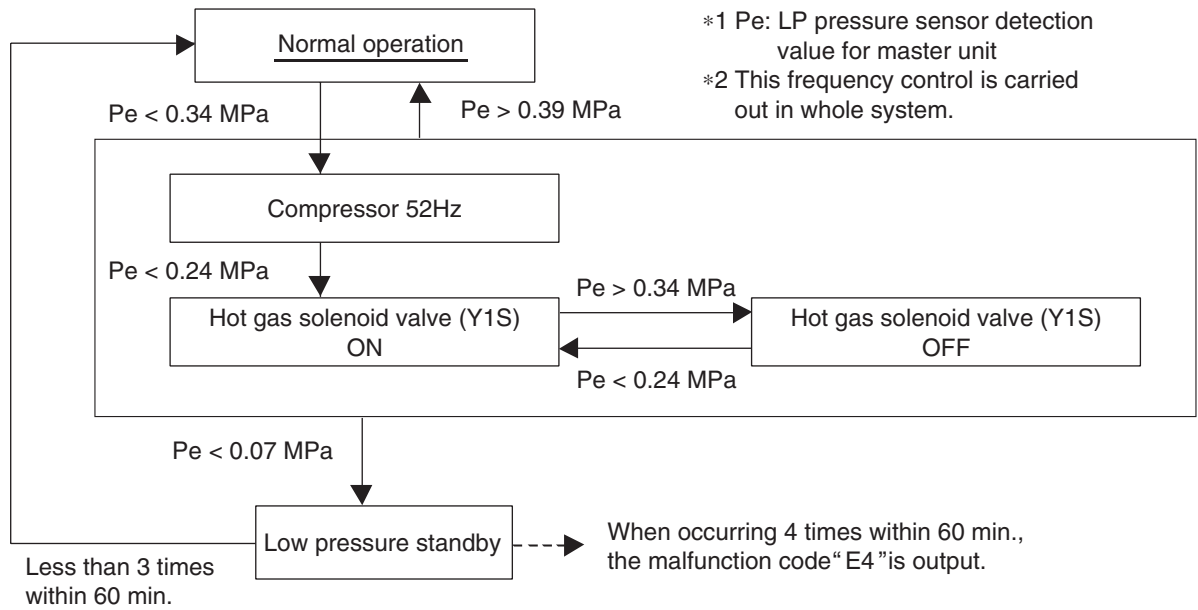 Normal operation
*1 Pe: LP pressure sensor detection
value for master unit
*2 This frequency control is carried
out in whole system.
Pe < 0.34 MPa
Pe > 0.39 MPa
Compressor 52Hz
Pe < 0.24 MPa
Hot gas solenoid valve (Y1S)
ON
Pe > 0.34 MPa
Hot gas solenoid valve (Y1S)
OFF
Pe < 0.24 MPa
Pe < 0.07 MPa
Low pressure standby
When occurring 4 times within 60 min.,
the malfunction code“ E4 ”is output.
Less than 3 times
within 60 min.